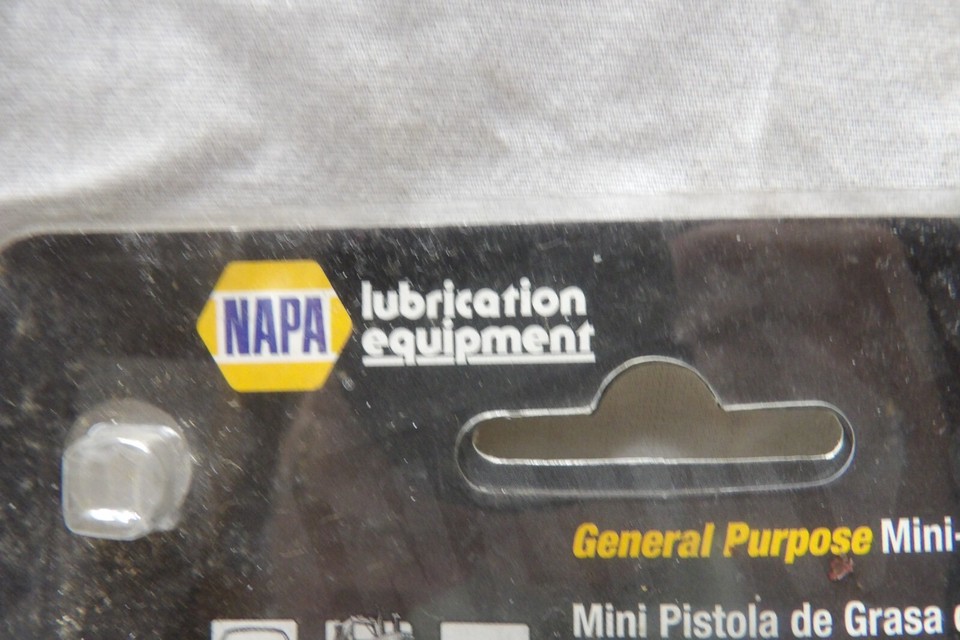 NAPA
lubrication
equipment
General Purpose Mini-
Mini Pistola de Grasa